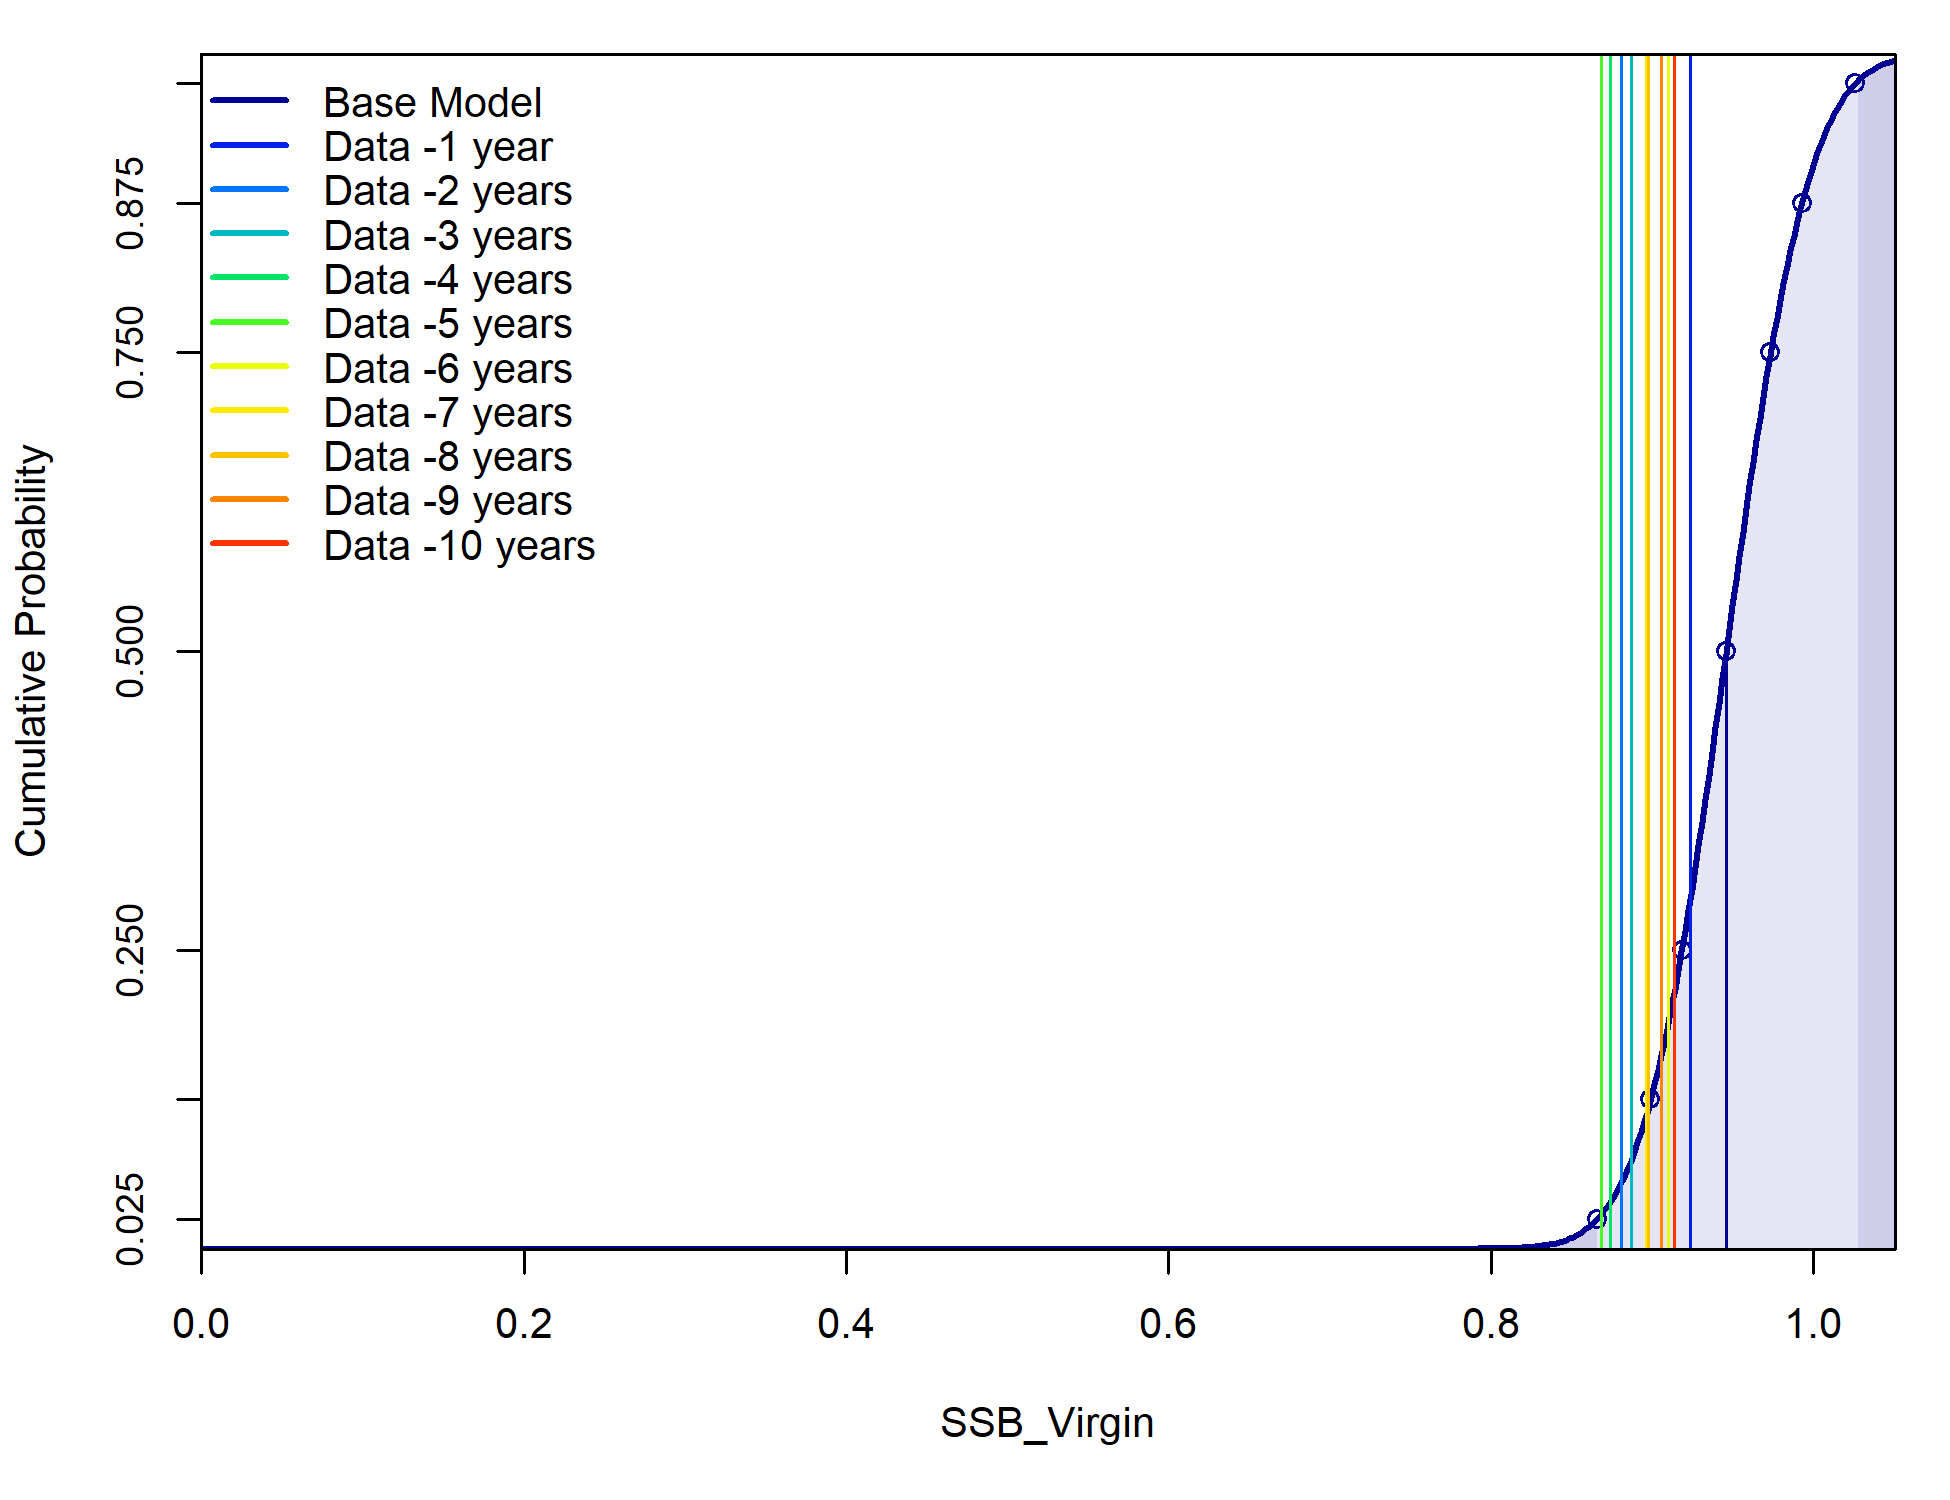 Base Model
Data -1 year
Data -2 years
Data -3 years
Data -4 years
Data -5 years
Data -6 years
Data -7 years
Data -8 years
Data -9 years
Data -10 years
Cumulative Probability
0.875
0.750
0.500
0.250
0.025
0.0 0.2 0.4 0.6 0.8 1.0
SSB_Virgin